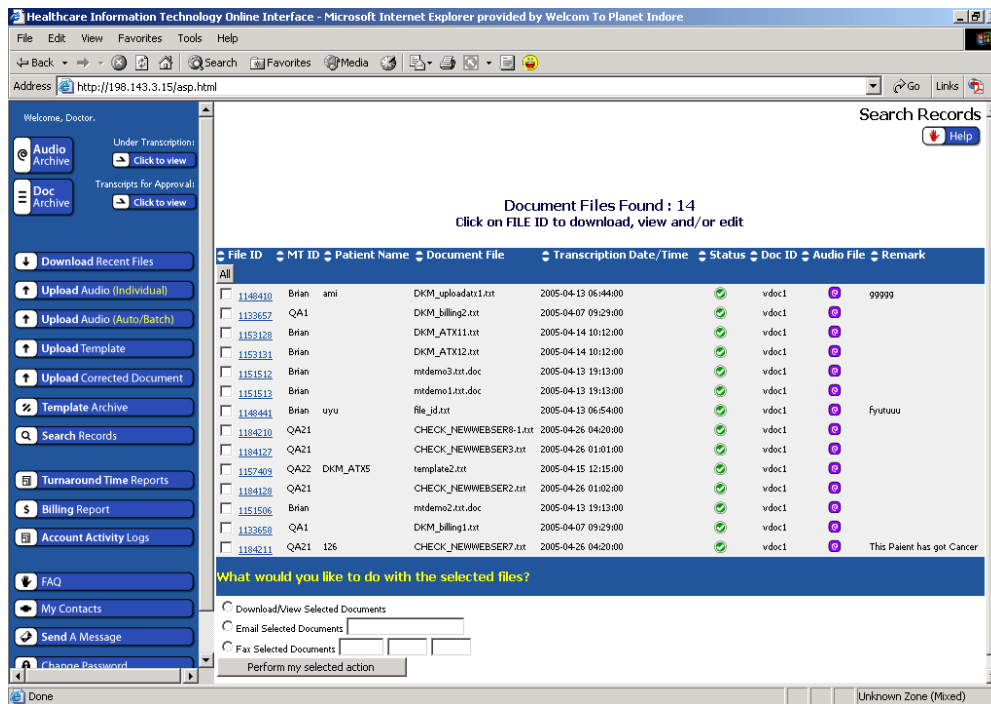 Healthcare Information Technology Online Interface - Microsoft Internet Explorer provided by Welcom To Planet Indore
File Edit View Favorites Tools Help
Back Search Favorites Media
Address http://198.143.3.15/asp.html Go Links
Welcome, Doctor.
Audio Archive
Under Transcription:
Click to view
Doc Archive
Transcripts for Approval:
Click to view
Download Recent Files
Upload Audio (Individual)
Upload Audio (Auto/Batch)
Upload Template
Upload Corrected Document
Template Archive
Search Records
Turnaround Time Reports
Billing Report
Account Activity Logs
FAQ
My Contacts
Send A Message
Change Password
Search Records
Help
Document Files Found : 14
Click on FILE ID to download, view and/or edit
File ID MT ID Patient Name Document File Transcription Date/Time Status Doc ID Audio File Remark
All
1148410 Brian ami DKM_uploadatx1.txt 2005-04-13 06:44:00 vdoc1 ggggg
1133657 QA1 DKM_billing2.txt 2005-04-07 09:29:00 vdoc1
1153128 Brian DKM_ATX11.txt 2005-04-14 10:12:00 vdoc1
1153131 Brian DKM_ATX12.txt 2005-04-14 10:12:00 vdoc1
1151512 Brian mtdemo3.txt.doc 2005-04-13 19:13:00 vdoc1
1151513 Brian mtdemo1.txt.doc 2005-04-13 19:13:00 vdoc1
1148441 Brian uyu file_id.txt 2005-04-13 06:54:00 vdoc1 fyutuuu
1184210 QA21 CHECK_NEWWEBSER8-1.txt 2005-04-26 04:20:00 vdoc1
1184127 QA21 CHECK_NEWWEBSER3.txt 2005-04-26 01:01:00 vdoc1
1157409 QA22 DKM_ATX5 template2.txt 2005-04-15 12:15:00 vdoc1
1184128 QA21 CHECK_NEWWEBSER2.txt 2005-04-26 01:02:00 vdoc1
1151506 Brian mtdemo2.txt.doc 2005-04-13 19:13:00 vdoc1
1133658 QA1 DKM_billing1.txt 2005-04-07 09:29:00 vdoc1
1184211 QA21 126 CHECK_NEWWEBSER7.txt 2005-04-26 04:20:00 vdoc1 This Paient has got Cancer
What would you like to do with the selected files?
Download/View Selected Documents
Email Selected Documents
Fax Selected Documents
Perform my selected action
Done Unknown Zone (Mixed)